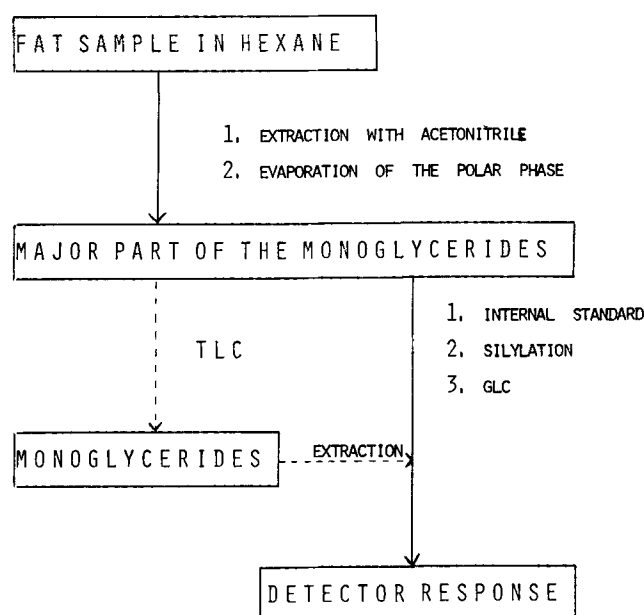 FAT SAMPLE IN HEXANE
1. EXTRACTION WITH ACETONITRILE
2. EVAPORATION OF THE POLAR PHASE
MAJOR PART OF THE MONOGLYCERIDES
1. INTERNAL STANDARD
2. SILYLATION
3. GLC
TLC
MONOGLYCERIDES
EXTRACTION
DETECTOR RESPONSE